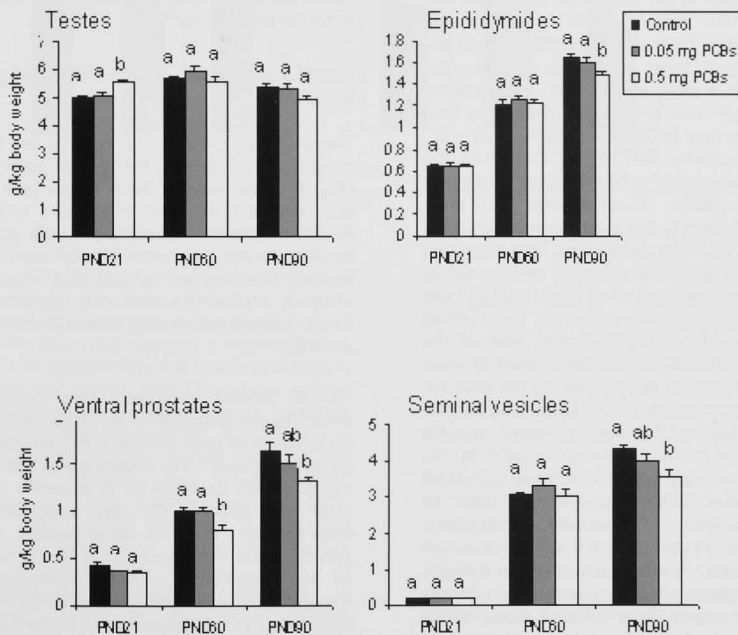 Testes
g/kg body weight
7
6
5
4
3
2
1
0
a a b
a a a
a a a
PND21 PND60 PND90
Epididymides
1.8
1.6
1.4
1.2
1
0.8
0.6
0.4
0.2
0
a a a
a a a
a a b
PND21 PND60 PND90
Control
0.05 mg PCBs
0.5 mg PCBs
Ventral prostates
g/kg body weight
1.5
1
0.5
0
a a a
a a b
a ab b
PND21 PND60 PND90
Seminal vesicles
5
4
3
2
1
0
a a a
a a a
a ab b
PND21 PND60 PND90